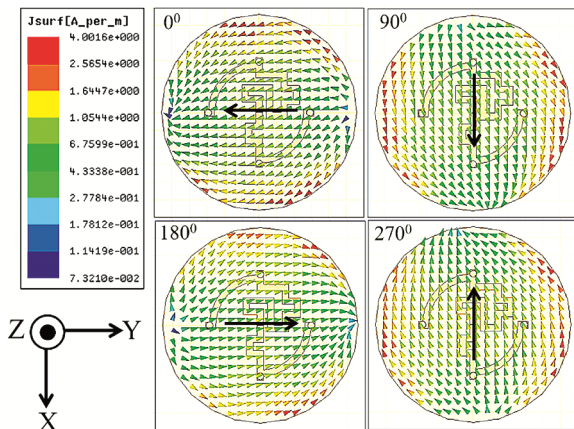 Jsurf[A_per_m]
4.0016e+000
2.5654e+000
1.6447e+000
1.0544e+000
6.7599e-001
4.3338e-001
2.7784e-001
1.7812e-001
1.1419e-001
7.3210e-002
0⁰
90⁰
180⁰
270⁰
Z
Y
X